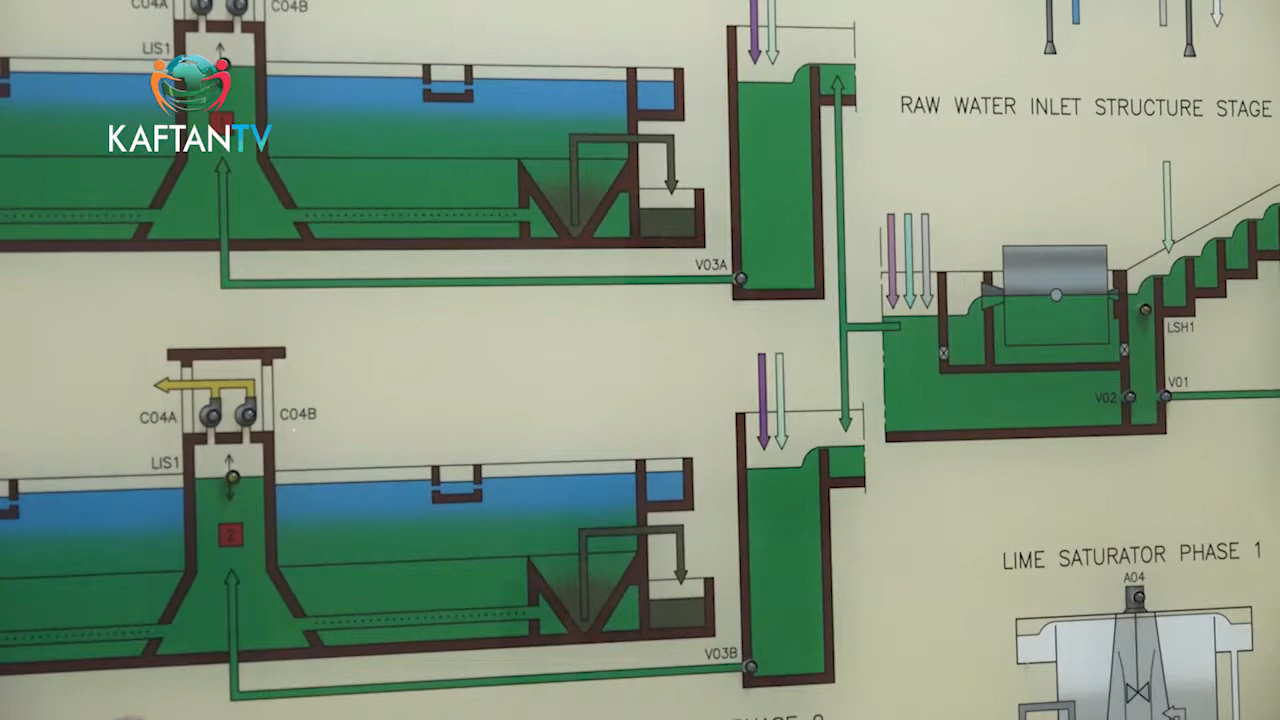 C04A
C04B
LIS1
1
KAFTANTV
RAW WATER INLET STRUCTURE STAGE
V03A
LSH1
V01
V02
C04A
C04B
LIS1
2
V03B
LIME SATURATOR PHASE 1
A04